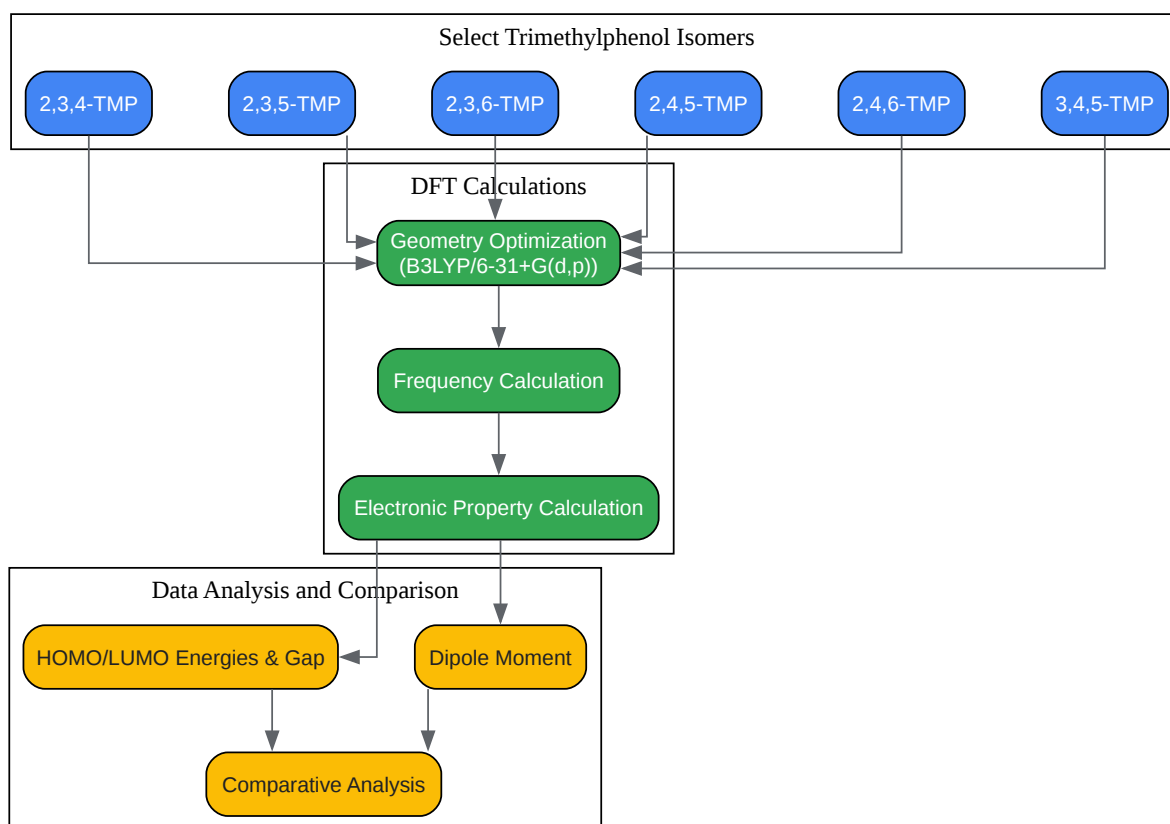 Select Trimethylphenol Isomers
2,3,4-TMP
2,3,5-TMP
2,3,6-TMP
2,4,5-TMP
2,4,6-TMP
3,4,5-TMP
DFT Calculations
Geometry Optimization
(B3LYP/6-31+G(d,p))
Frequency Calculation
Electronic Property Calculation
Data Analysis and Comparison
HOMO/LUMO Energies & Gap
Dipole Moment
Comparative Analysis